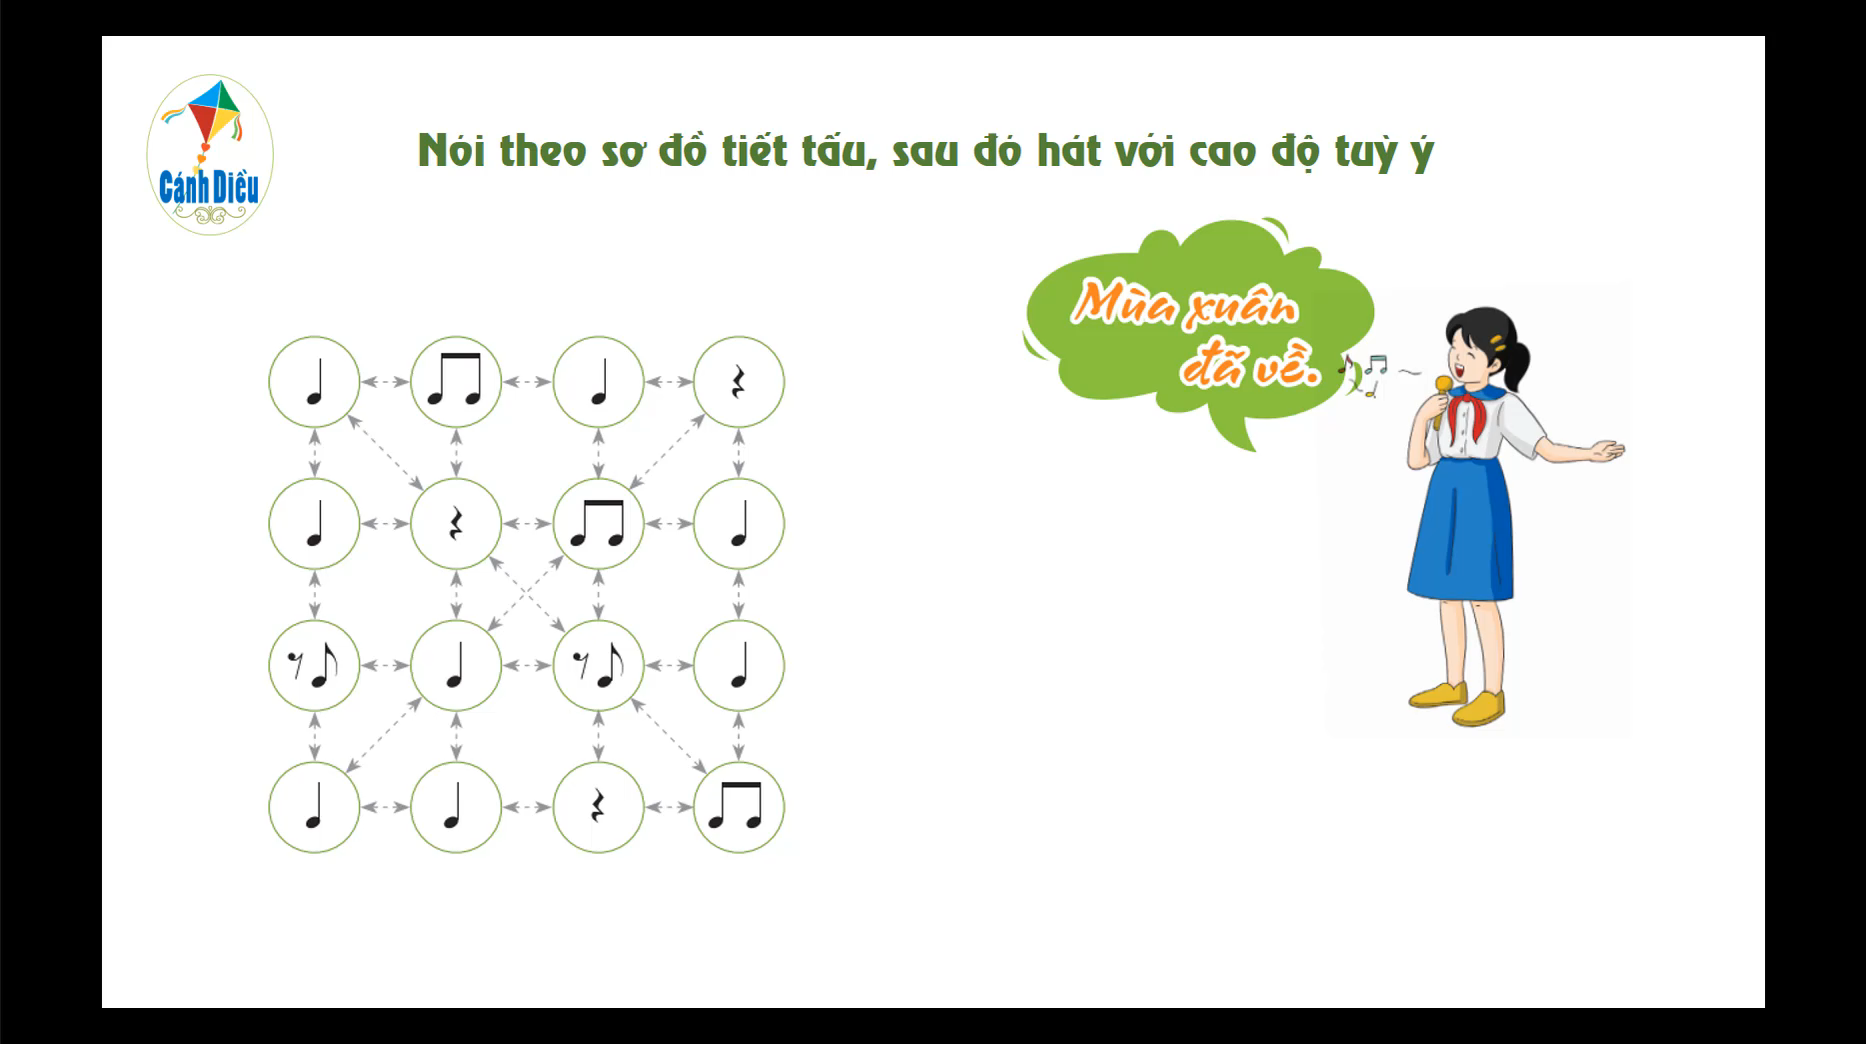 Cánh Diều
Nói theo sơ đồ tiết tấu, sau đó hát với cao độ tuỳ ý
Mùa xuân
đã về.